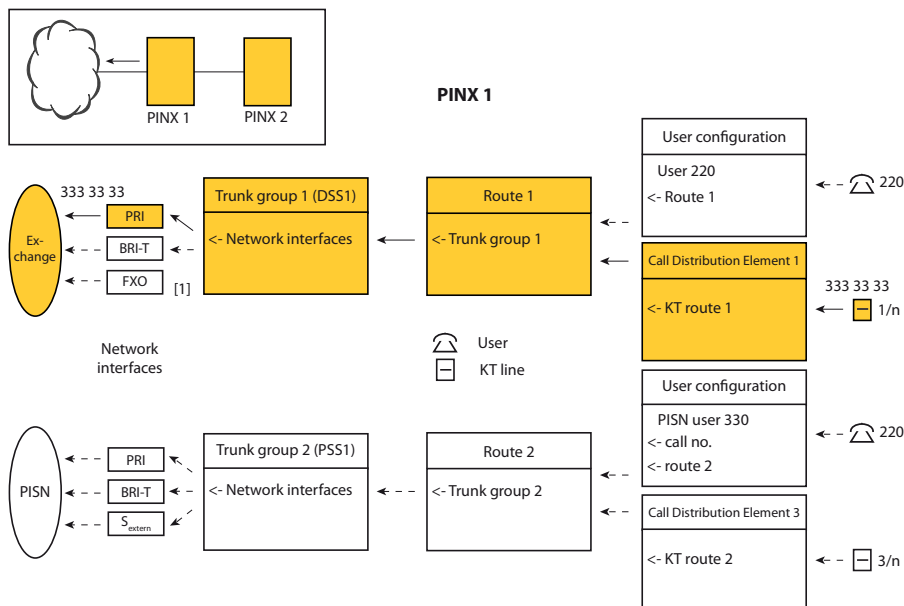 PINX 1
PINX 2
PINX 1
User configuration
User 220
<- Route 1
220
333 33 33
Trunk group 1 (DSS1)
Route 1
PRI
Ex-
change
BRI-T
<- Network interfaces
<- Trunk group 1
FXO
[1]
Call Distribution Element 1
<- KT route 1
333 33 33
1/n
Network
interfaces
User
KT line
User configuration
PISN user 330
<- call no.
<- route 2
220
Trunk group 2 (PSS1)
Route 2
PRI
PISN
BRI-T
<- Network interfaces
<- Trunk group 2
Sextern
Call Distribution Element 3
<- KT route 2
3/n